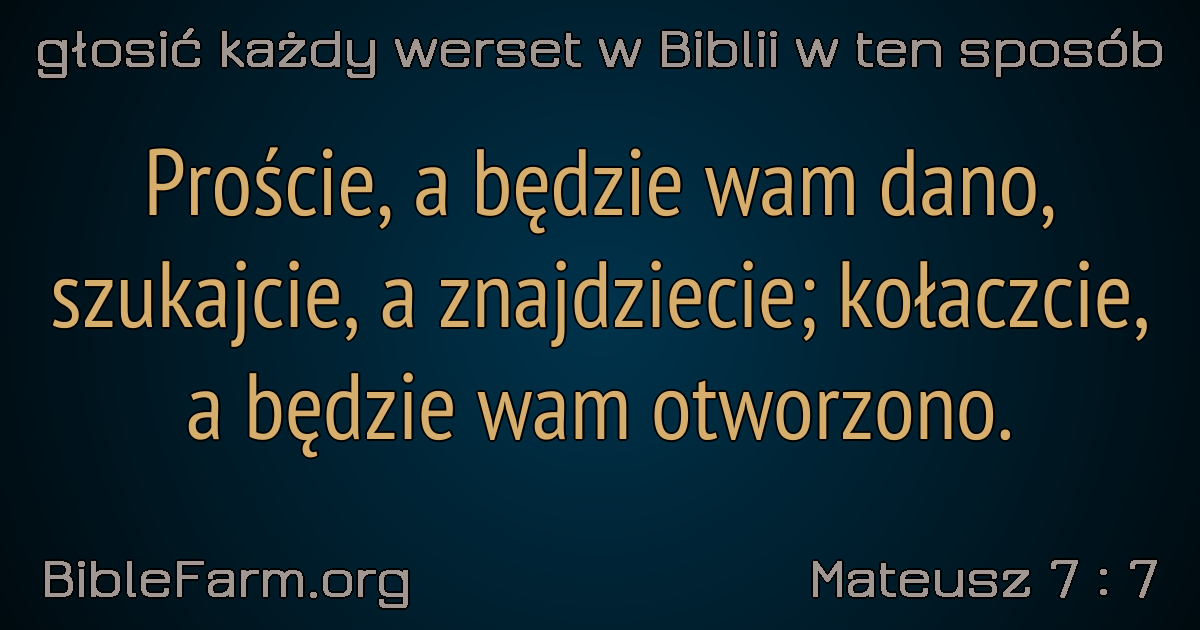 głosić każdy werset w Biblii w ten sposób
Proście, a będzie wam dano,
szukajcie, a znajdziecie; kołaczcie,
a będzie wam otworzono.
BibleFarm.org
Mateusz 7 : 7